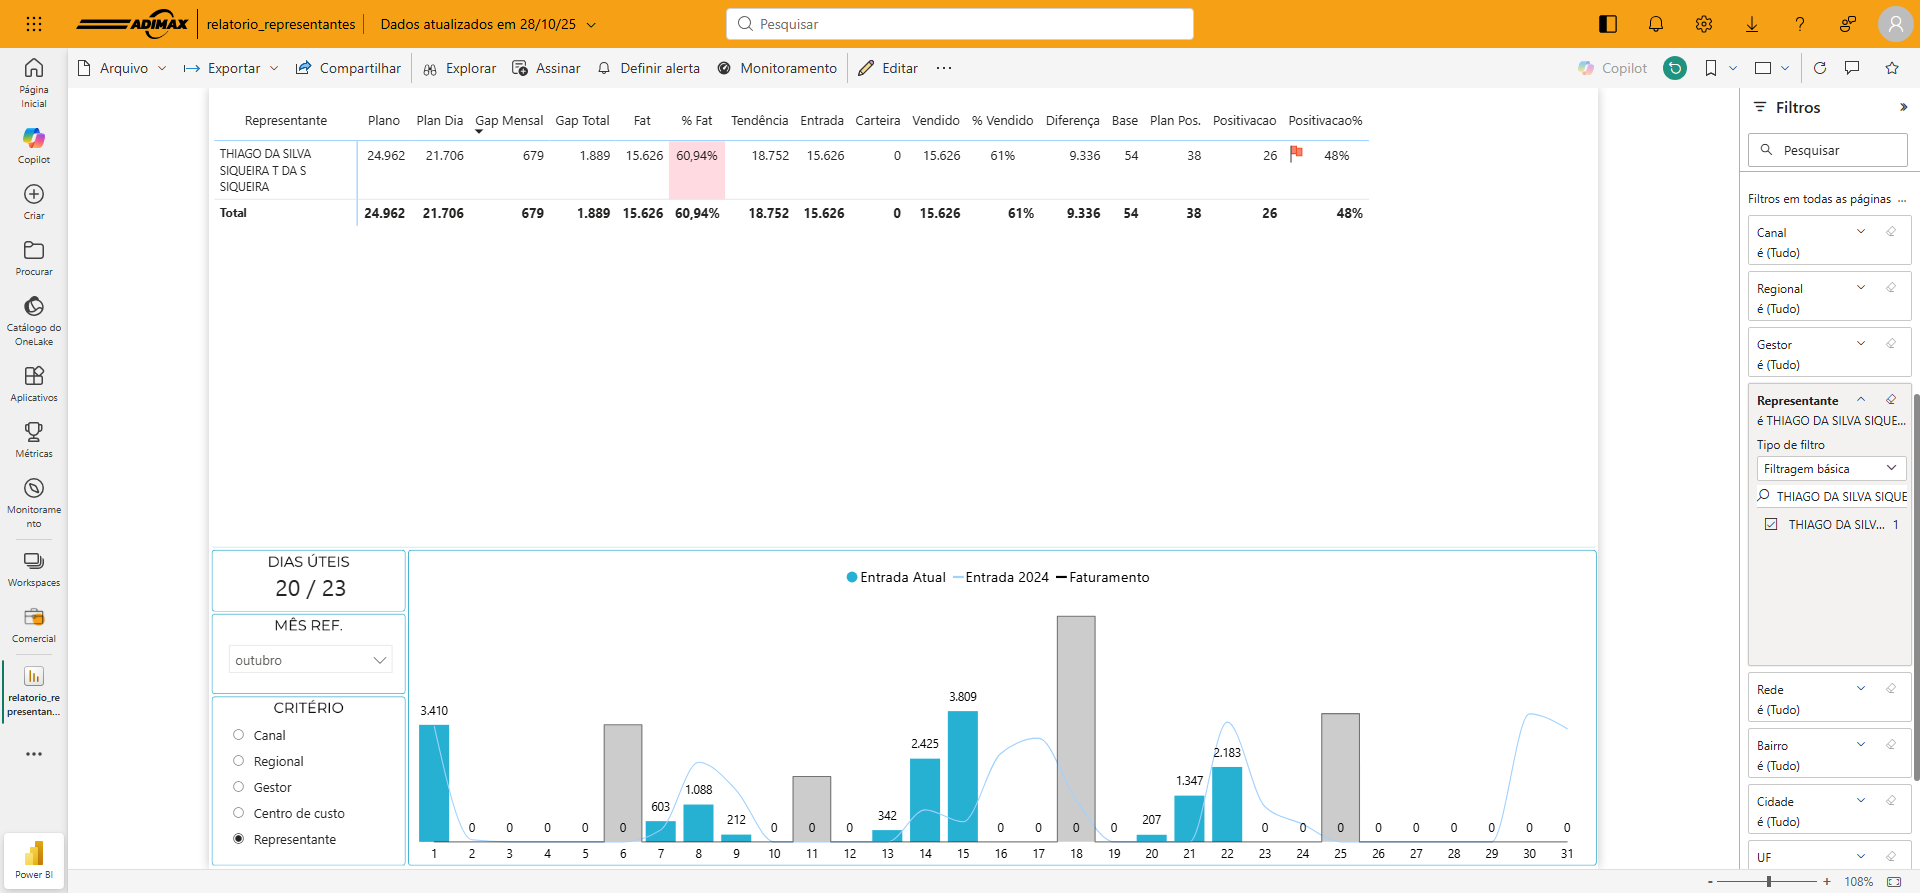 ADIMAX
relatorio_representantes
Dados atualizados em 28/10/25
Pesquisar
Arquivo
Exportar
Compartilhar
Explorar
Assinar
Definir alerta
Monitoramento
Editar
Copilot
Página
Inicial
Copilot
Criar
Procurar
Catálogo do
OneLake
Aplicativos
Métricas
Monitorame
nto
Workspaces
Comercial
relatorio_re
presentan...
Power BI
Representante Plano Plan Dia Gap Mensal Gap Total Fat % Fat Tendência Entrada Carteira Vendido % Vendido Diferença Base Plan Pos. Positivacao Positivacao%
THIAGO DA SILVA 24.962 21.706 679 1.889 15.626 60,94% 18.752 15.626 0 15.626 61% 9.336 54 38 26 48%
SIQUEIRA T DA S
SIQUEIRA
Total 24.962 21.706 679 1.889 15.626 60,94% 18.752 15.626 0 15.626 61% 9.336 54 38 26 48%
DIAS ÚTEIS
20 / 23
MÊS REF.
outubro
CRITÉRIO
Canal
Regional
Gestor
Centro de custo
Representante
Entrada Atual Entrada 2024 Faturamento
3.410 0 0 0 0 0 603 1.088 212 0 0 0 342 2.425 3.809 0 0 0 0 207 1.347 2.183 0 0 0 0 0 0 0 0 0
1 2 3 4 5 6 7 8 9 10 11 12 13 14 15 16 17 18 19 20 21 22 23 24 25 26 27 28 29 30 31
Filtros
Pesquisar
Filtros em todas as páginas ...
Canal
é (Tudo)
Regional
é (Tudo)
Gestor
é (Tudo)
Representante
é THIAGO DA SILVA SIQUE...
Tipo de filtro
Filtragem básica
THIAGO DA SILVA SIQUE
THIAGO DA SILV... 1
Rede
é (Tudo)
Bairro
é (Tudo)
Cidade
é (Tudo)
UF
- + 108%